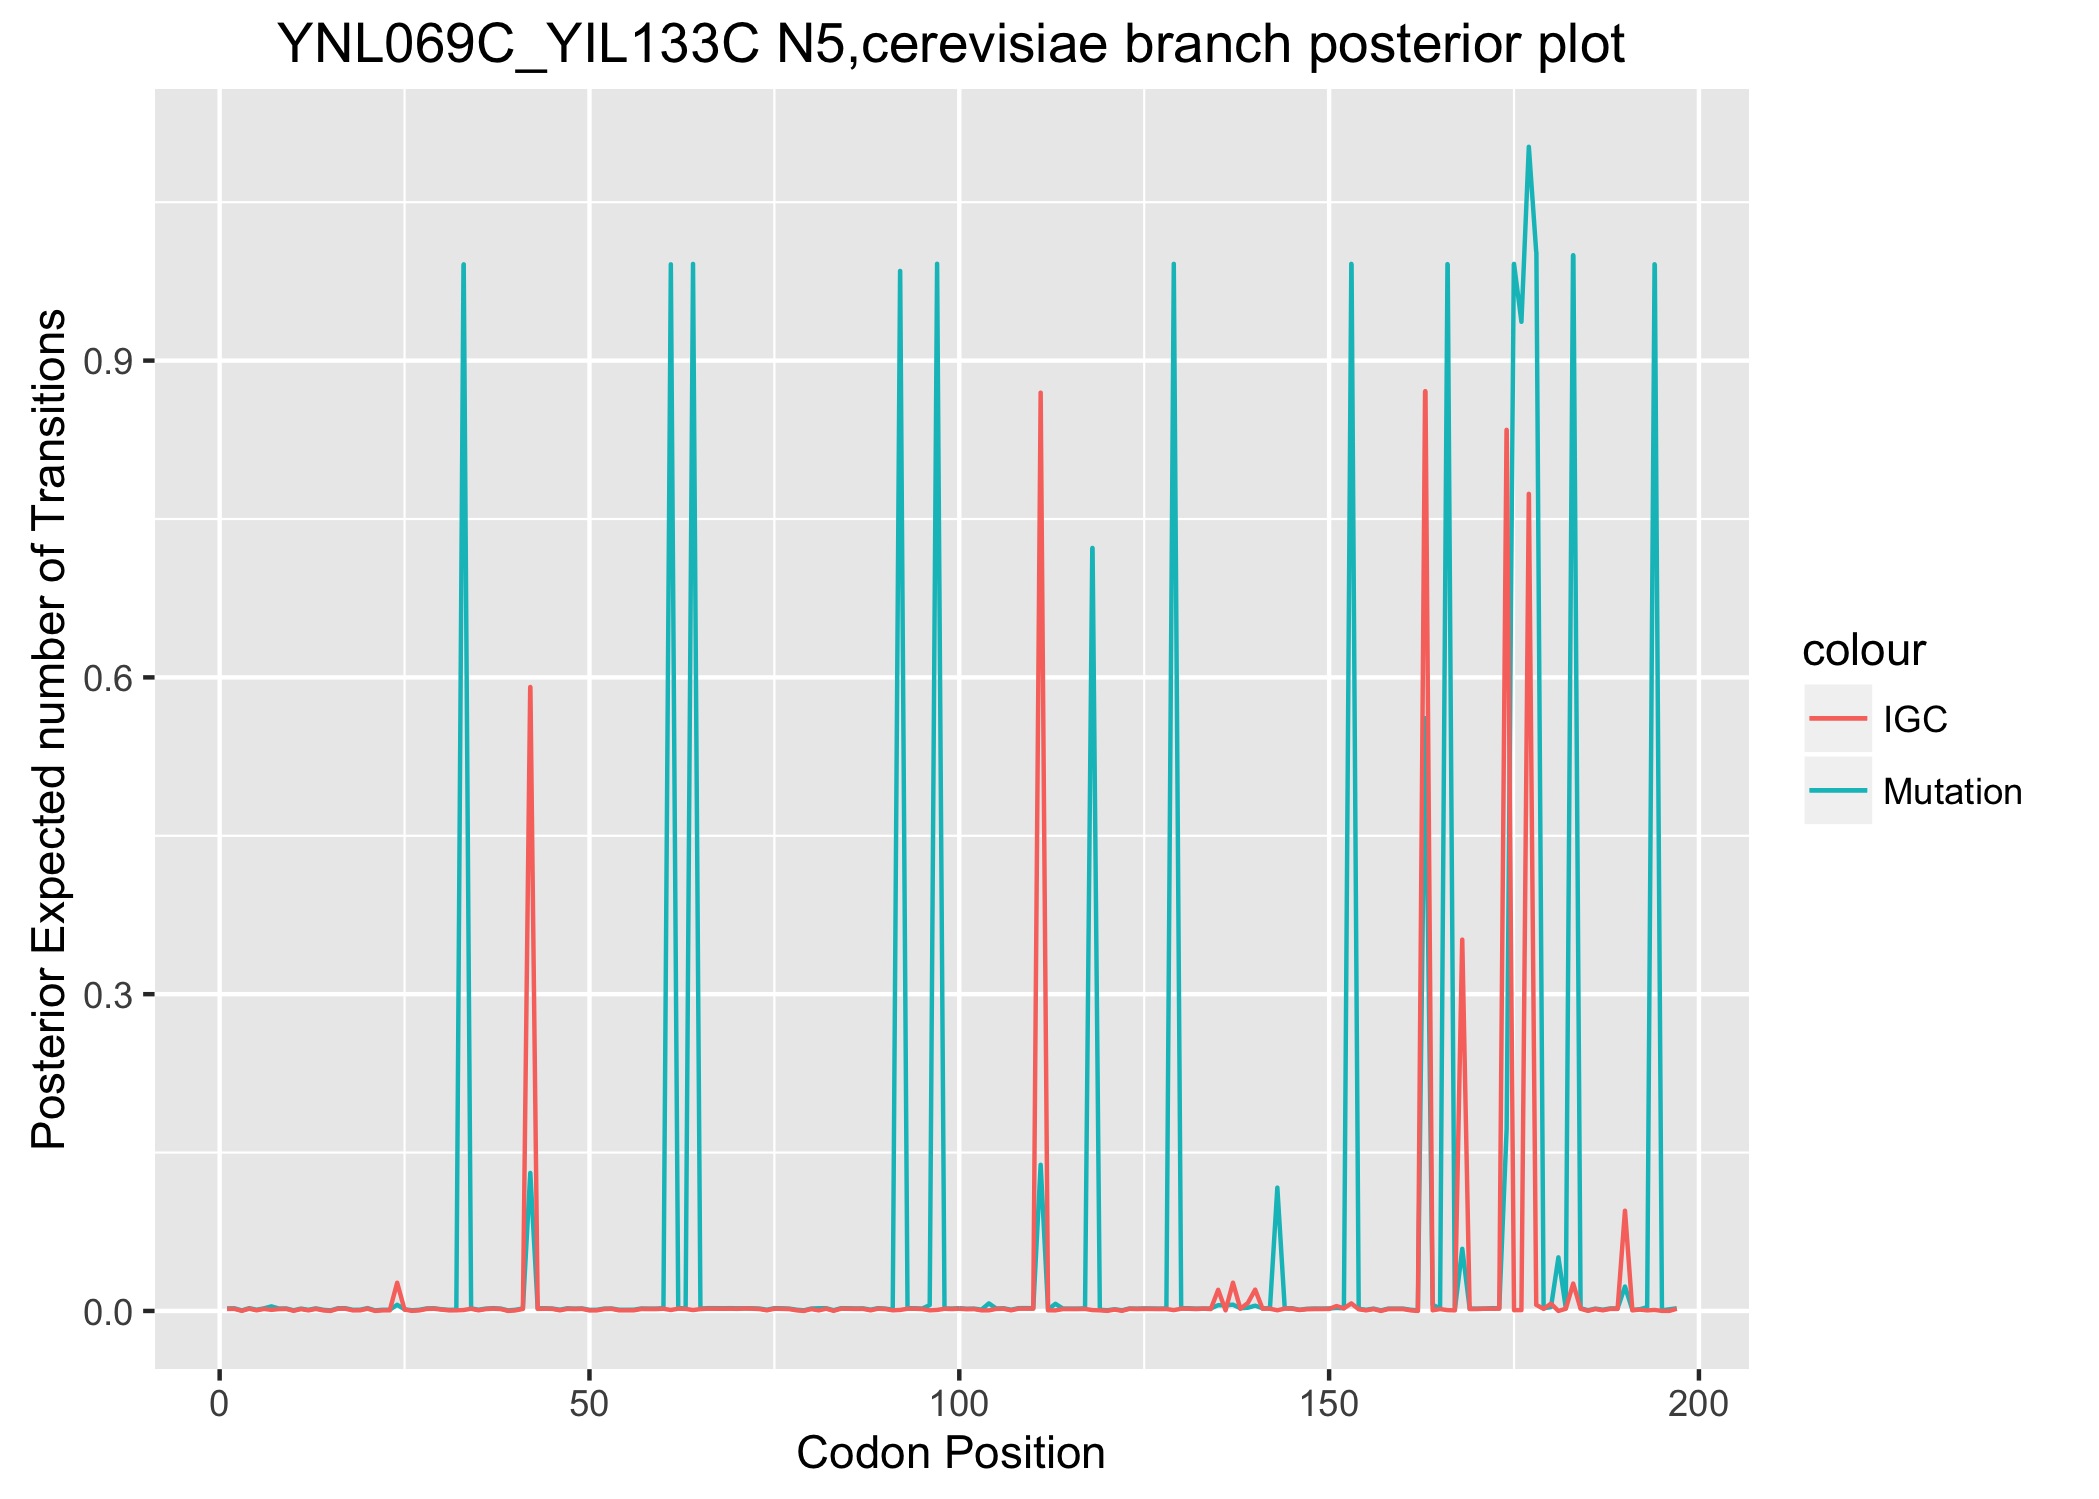 YNL069C_YIL133C N5,cerevisiae branch posterior plot
Posterior Expected number of Transitions
0.9
0.6
0.3
0.0
0 50 100 150 200
Codon Position
colour
IGC
Mutation